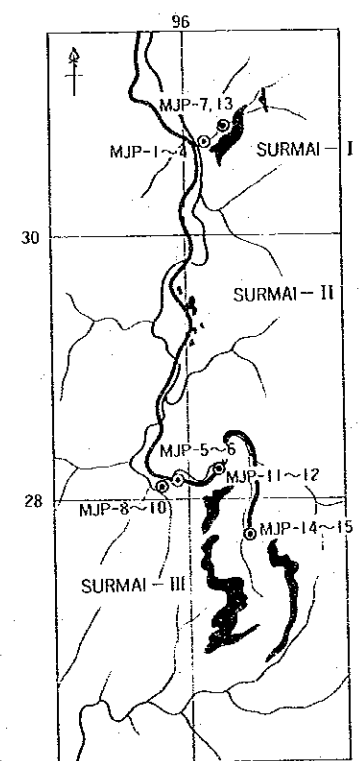 96
MJP-7,13
MJP-1~4
SURMAI-I
30
SURMAI-II
MJP-5~6
MJP-11~12
28
MJP-8~10
MJP-14~15
SURMAI-III